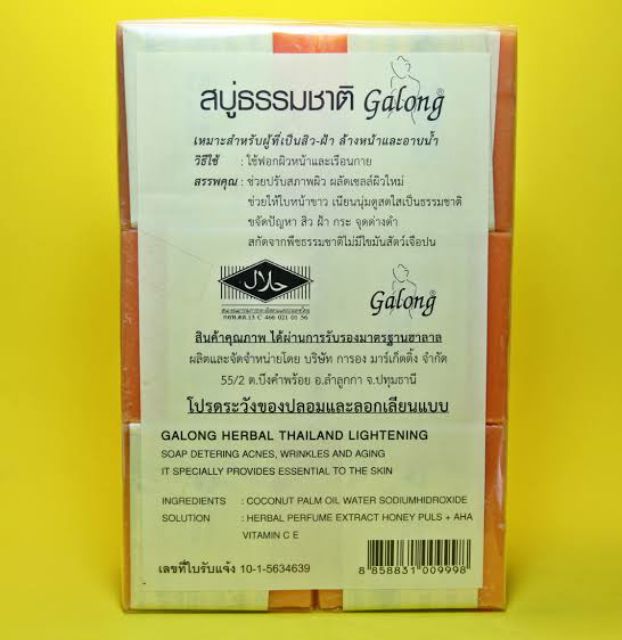 สบู่ธรรมชาติ Galong®
เหมาะสำหรับผู้ที่เป็นสิว-ฝ้า ล้างหน้าและอาบน้ำ
วิธีใช้ : ใช้ฟอกผิวหน้าและเรือนกาย
สรรพคุณ : ช่วยปรับสภาพผิว ผลัดเซลล์ผิวใหม่
ช่วยให้ใบหน้าขาว เนียนนุ่มดูสดใสเป็นธรรมชาติ
ขจัดปัญหา สิว ฝ้า กระ จุดด่างดำ
สกัดจากพืชธรรมชาติไม่มีไขมันสัตว์เจือปน
حلال
กอท.ฮล.13 C 466 021 01 56
Galong®
สินค้าคุณภาพ ได้ผ่านการรับรองมาตรฐานฮาลาล
ผลิตและจัดจำหน่ายโดย บริษัท การอง มาร์เก็ตติ้ง จำกัด
55/2 ต.บึงคำพร้อย อ.ลำลูกกา จ.ปทุมธานี
โปรดระวังของปลอมและลอกเลียนแบบ
GALONG HERBAL THAILAND LIGHTENING
SOAP DETERING ACNES, WRINKLES AND AGING
IT SPECIALLY PROVIDES ESSENTIAL TO THE SKIN
INGREDIENTS : COCONUT PALM OIL WATER SODIUMHIDROXIDE
SOLUTION : HERBAL PERFUME EXTRACT HONEY PULS + AHA
VITAMIN C E
เลขที่ใบรับแจ้ง 10-1-5634639
8 858831 009998